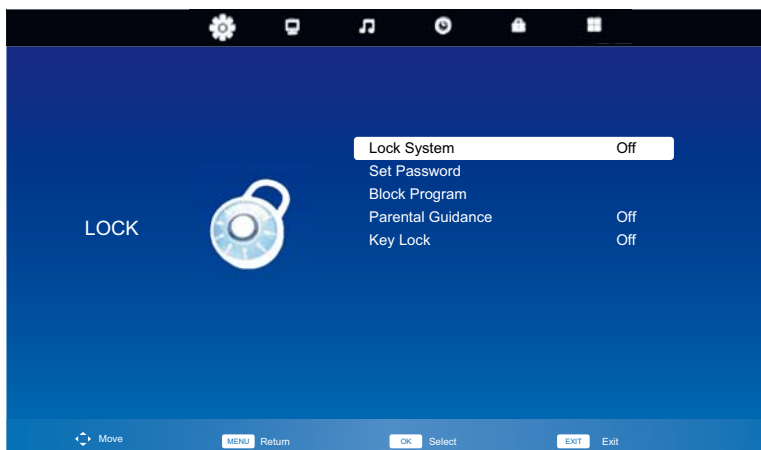 Lock System Off
Set Password
Block Program
Parental Guidance Off
Key Lock Off
LOCK
Move MENU Return OK Select EXIT Exit